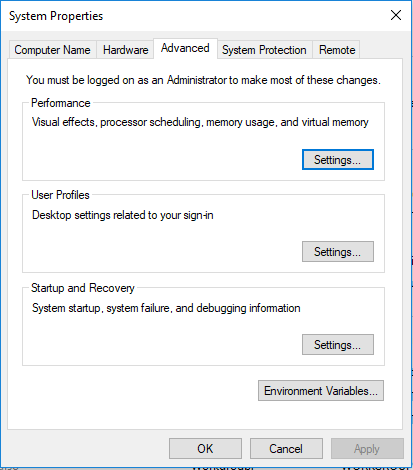 System Properties
Computer Name Hardware Advanced System Protection Remote
You must be logged on as an Administrator to make most of these changes.
Performance
Visual effects, processor scheduling, memory usage, and virtual memory
Settings...
User Profiles
Desktop settings related to your sign-in
Settings...
Startup and Recovery
System startup, system failure, and debugging information
Settings...
Environment Variables...
OK Cancel Apply